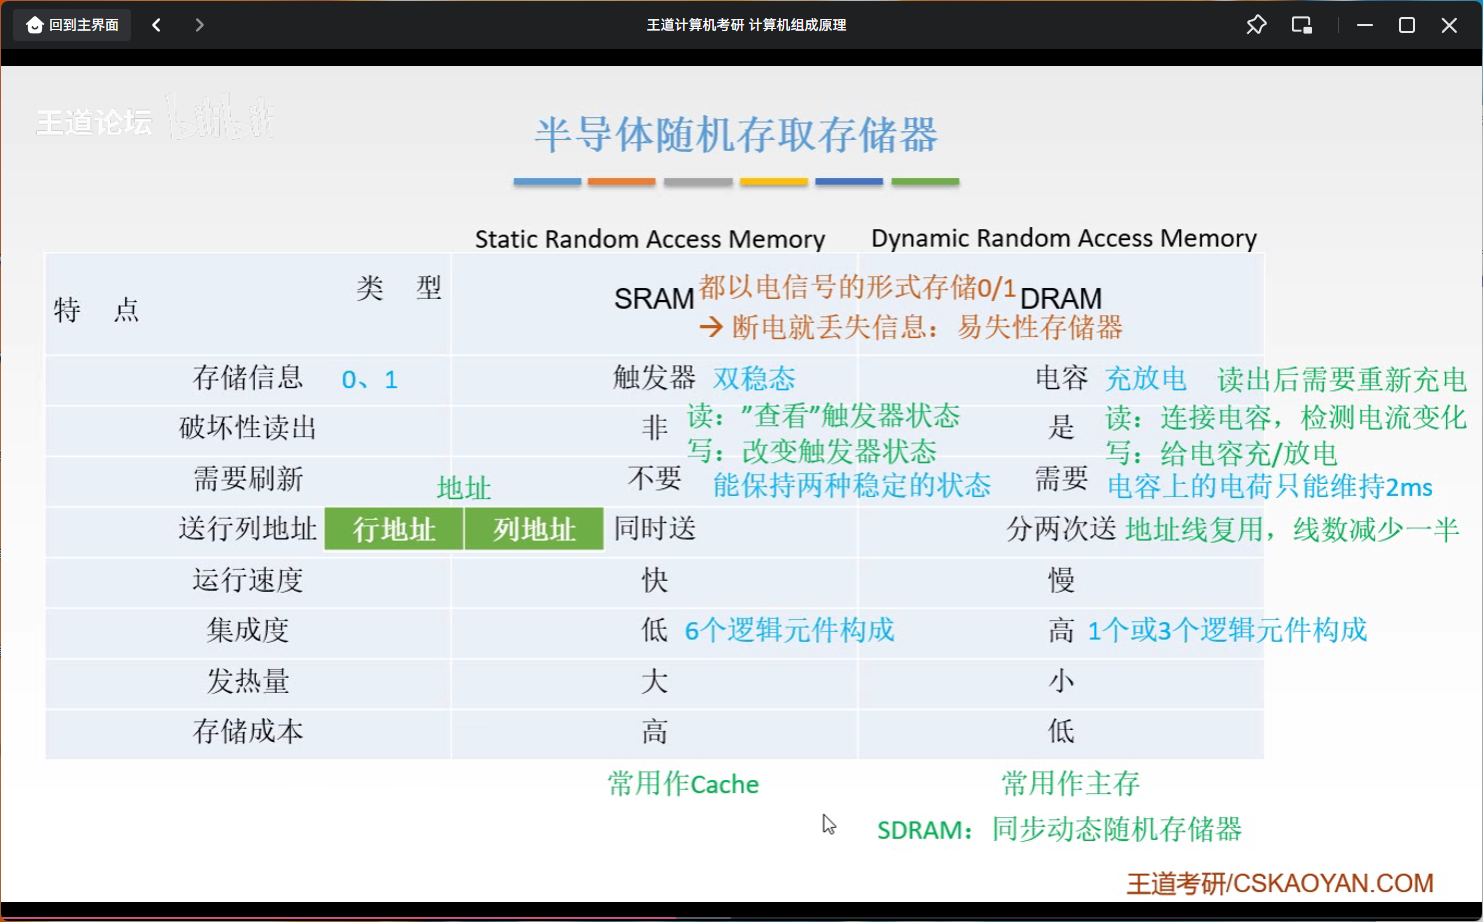 回到主界面
王道计算机考研 计算机组成原理
王道论坛 bilibili
半导体随机存取存储器
Static Random Access Memory
Dynamic Random Access Memory
类 型
特 点
SRAM
都以电信号的形式存储0/1
→ 断电就丢失信息：易失性存储器
DRAM
存储信息 0、1 触发器 双稳态 电容 充放电 读出后需要重新充电
破坏性读出 非 读：”查看”触发器状态 是 读：连接电容，检测电流变化
写：改变触发器状态 写：给电容充/放电
需要刷新 不要 能保持两种稳定的状态 需要 电容上的电荷只能维持2ms
地址
送行列地址 行地址 列地址 同时送 分两次送 地址线复用，线数减少一半
运行速度 快 慢
集成度 低 6个逻辑元件构成 高 1个或3个逻辑元件构成
发热量 大 小
存储成本 高 低
常用作Cache 常用作主存
SDRAM：同步动态随机存储器
王道考研/CSKAOYAN.COM